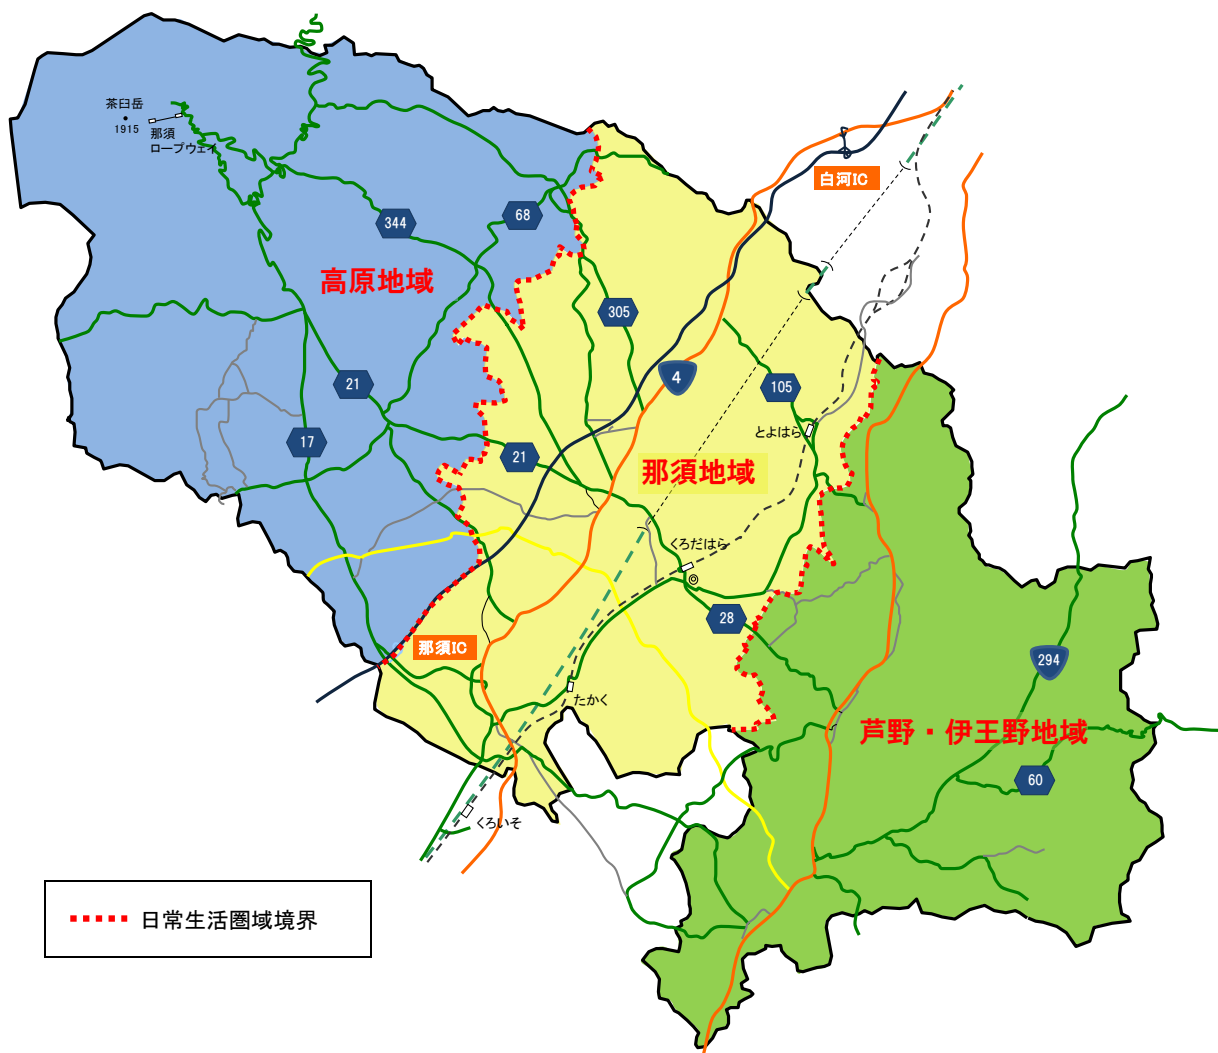 茶臼岳
1915
那須
ロープウェイ
白河IC
344
68
高原地域
305
4
21
105
17
とよはら
21
那須地域
くろだはら
28
那須IC
294
たかく
芦野・伊王野地域
60
くろいそ
日常生活圏域境界